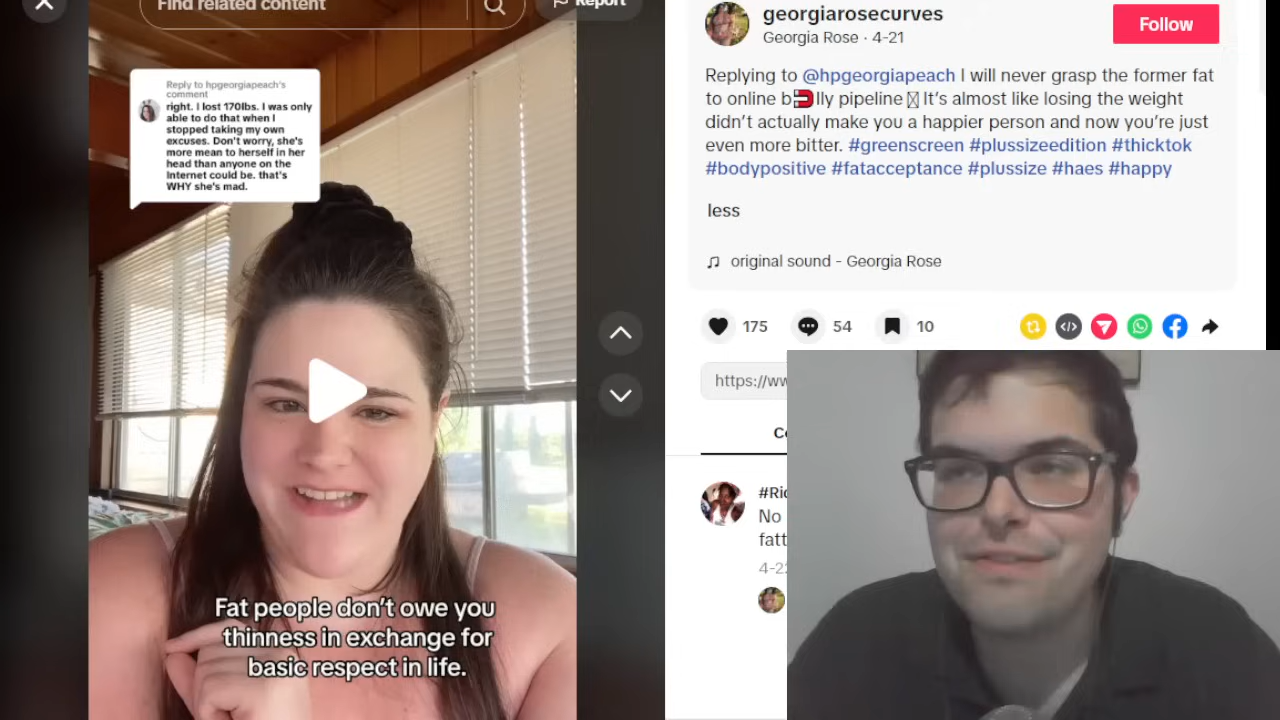 Find related content
Report
Reply to hpgeorgiapeach's
comment
right. I lost 170lbs. I was only
able to do that when I
stopped taking my own
excuses. Don't worry, she's
more mean to herself in her
head than anyone on the
Internet could be. that's
WHY she's mad.
Fat people don't owe you
thinness in exchange for
basic respect in life.
georgiarosecurves
Georgia Rose · 4-21
Follow
Replying to @hpgeorgiapeach I will never grasp the former fat
to online b🧲lly pipeline It's almost like losing the weight
didn't actually make you a happier person and now you're just
even more bitter. #greenscreen #plussizeedition #thicktok
#bodypositive #fatacceptance #plussize #haes #happy
less
original sound - Georgia Rose
175
54
10
https://ww
No
fatt